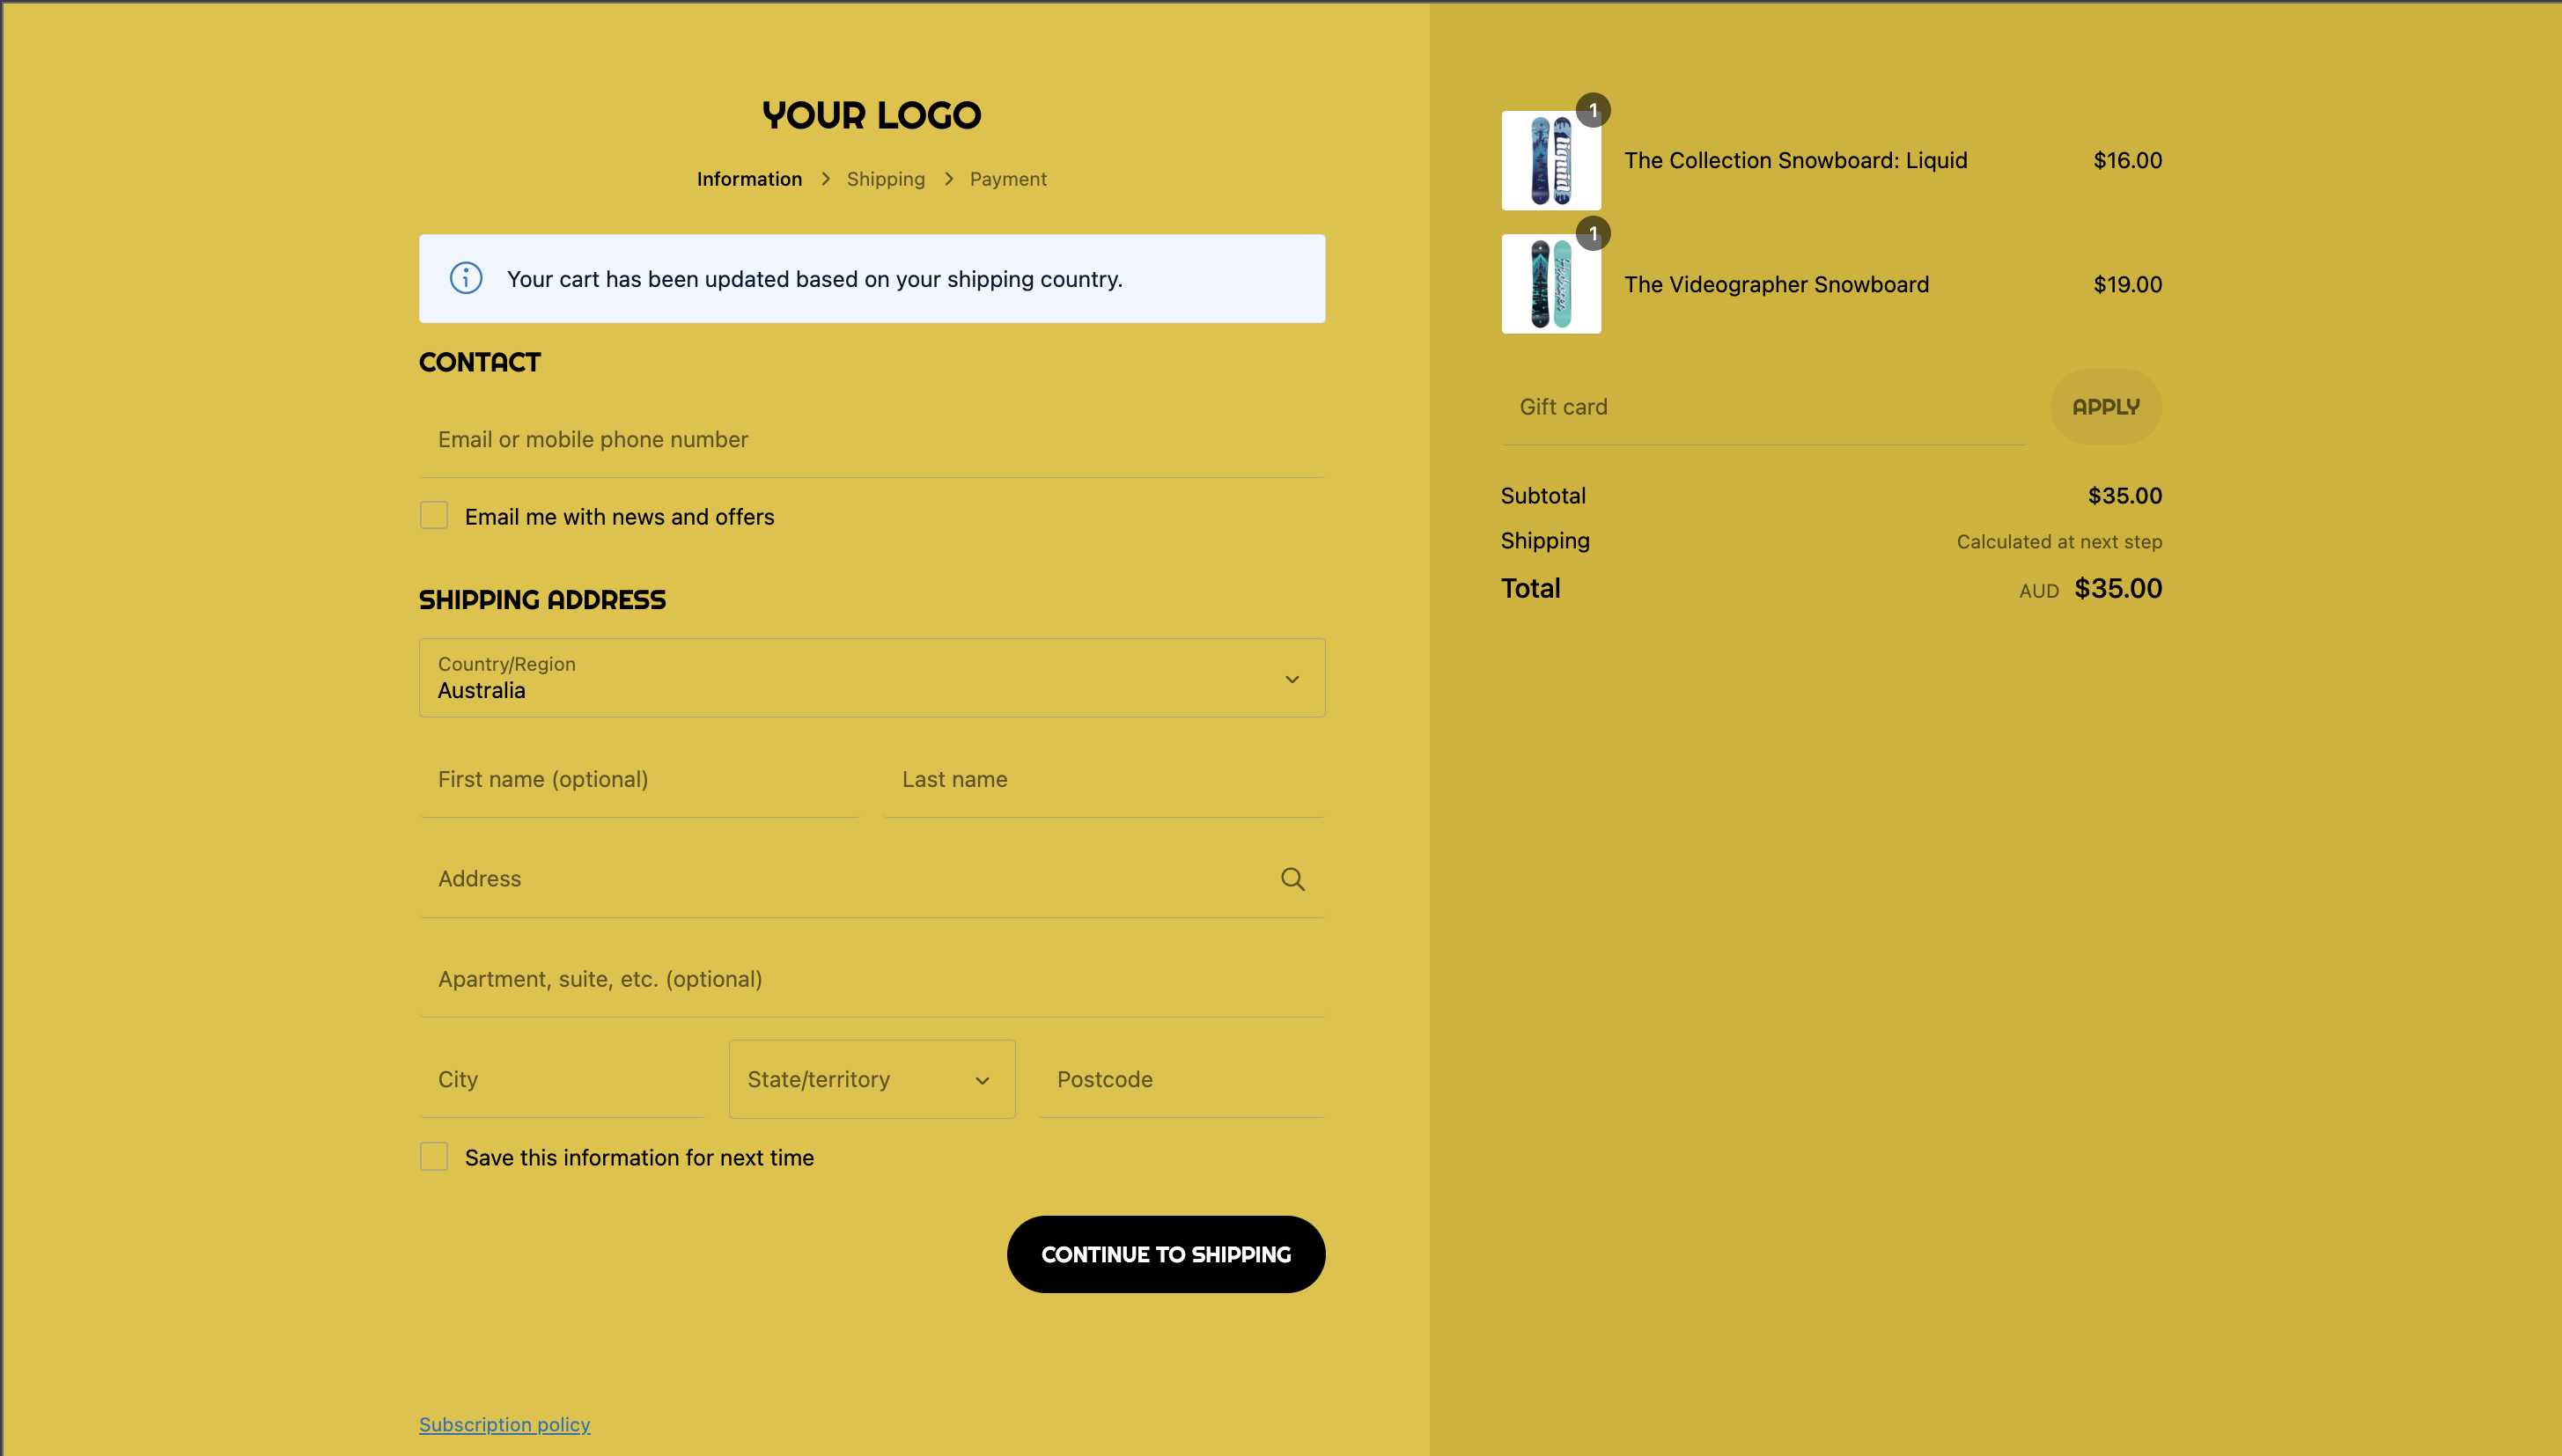 YOUR LOGO
Information > Shipping > Payment
Your cart has been updated based on your shipping country.
CONTACT
Email or mobile phone number
Email me with news and offers
SHIPPING ADDRESS
Country/Region
Australia
First name (optional)
Last name
Address
Apartment, suite, etc. (optional)
City
State/territory
Postcode
Save this information for next time
CONTINUE TO SHIPPING
Subscription policy
1
liquid
The Collection Snowboard: Liquid
$16.00
1
The Videographer Snowboard
$19.00
Gift card
APPLY
Subtotal
$35.00
Shipping
Calculated at next step
Total
AUD $35.00